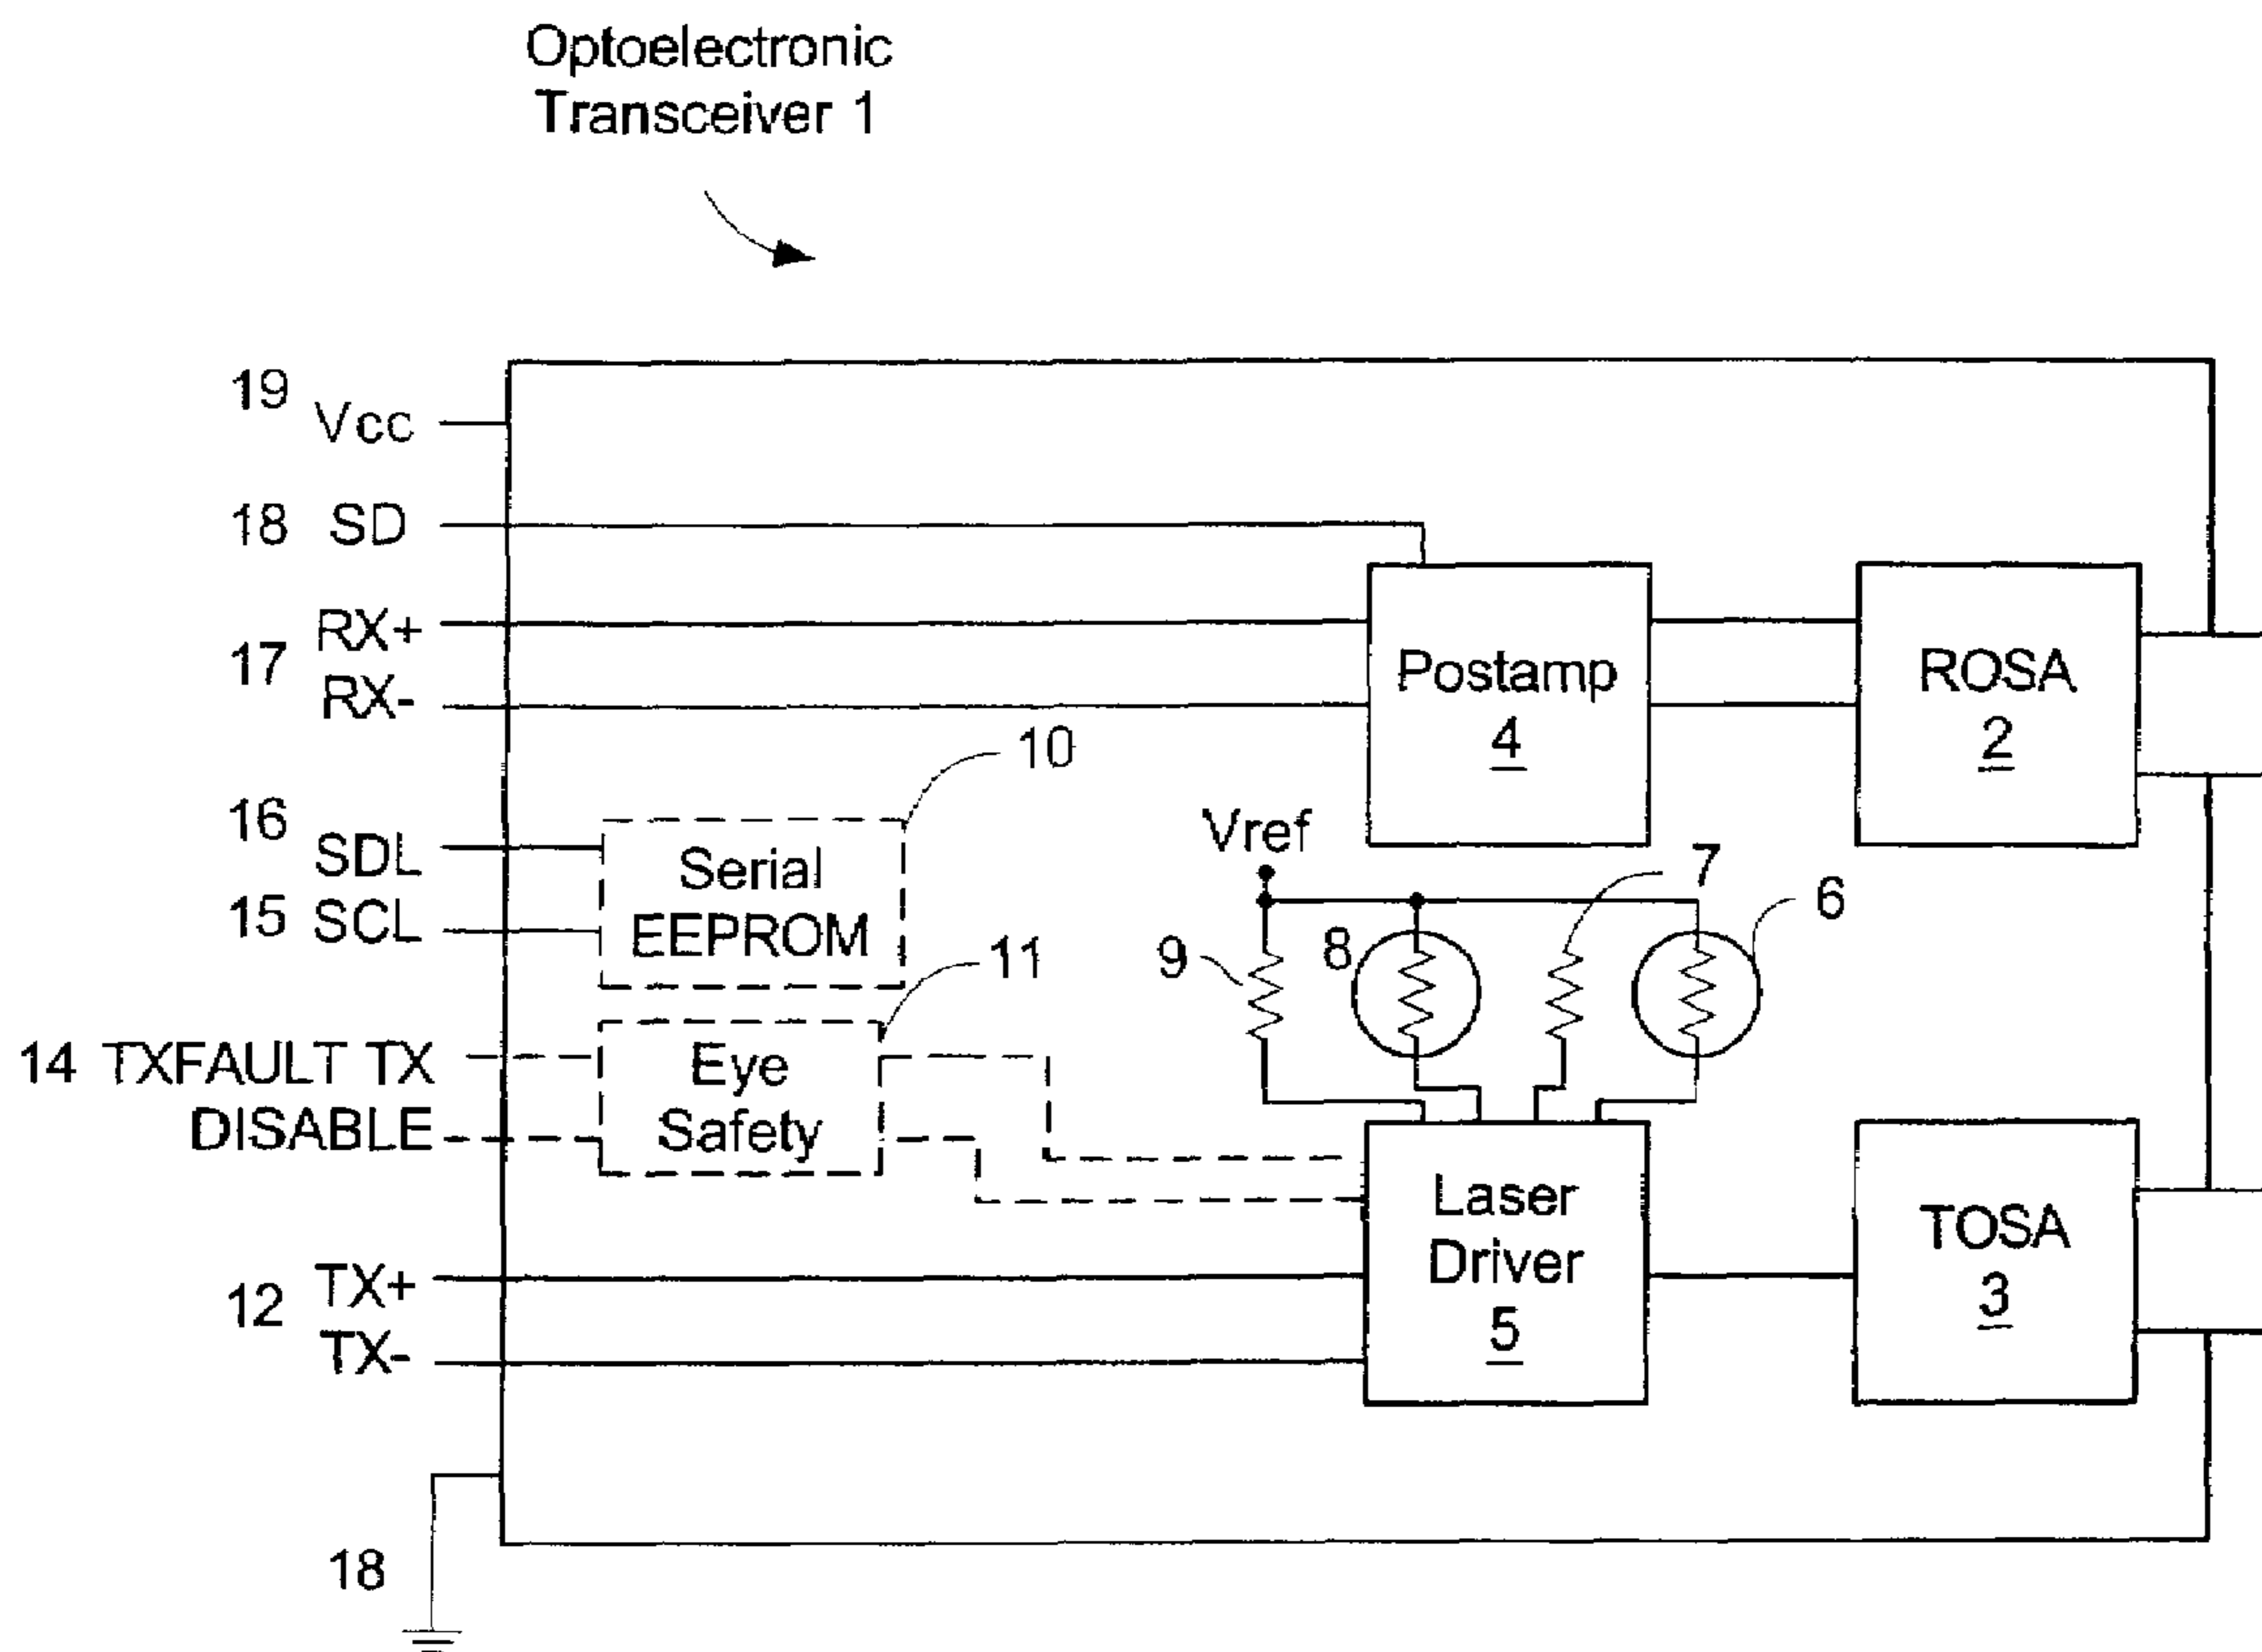 Optoelectronic
Transceiver 1
19
Vcc
18 SD
RX+
17
RX-
Postamp
4
ROSA
2
10
16
SDL
15 SCL
Serial
EEPROM
Vref
7
6
9
8
11
14 TXFAULT TX
DISABLE
Eye
Safety
Laser
Driver
5
TOSA
3
12
TX+
TX-
18